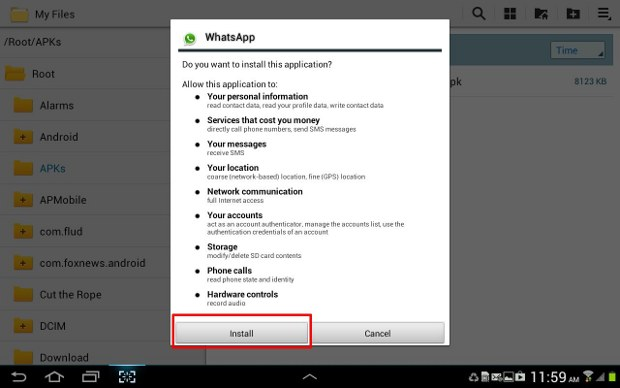 My Files
/Root/APKs
Root
Alarms
Android
APKs
APMobile
com.flud
com.foxnews.android
Cut the Rope
DCIM
Download
Time
pk
8123 KB
WhatsApp
Do you want to install this application?
Allow this application to:
Your personal information
read contact data, read your profile data, write contact data
Services that cost you money
directly call phone numbers, send SMS messages
Your messages
receive SMS
Your location
coarse (network-based) location, fine (GPS) location
Network communication
full Internet access
Your accounts
act as an account authenticator, manage the accounts list, use the
authentication credentials of an account
Storage
modify/delete SD card contents
Phone calls
read phone state and identity
Hardware controls
record audio
Install
Cancel
11:59 AM